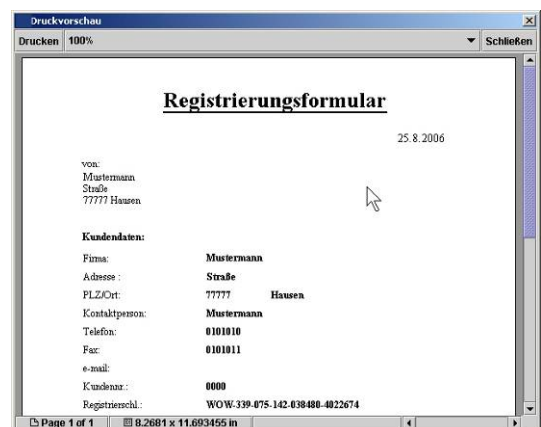 Druckvorschau
Drucken 100% Schließen
Registrierungsformular
25.8.2006
von:
Mustermann
Straße
77777 Hausen
Kundendaten:
Firma: Mustermann
Adresse : Straße
PLZ/Ort: 77777 Hausen
Kontaktperson: Mustermann
Telefon: 0101010
Fax: 0101011
e-mail:
Kundennr.: 0000
Registrierschl.: WOW-339-075-142-038480-4022674
Page 1 of 1 8.2681 x 11.693455 in